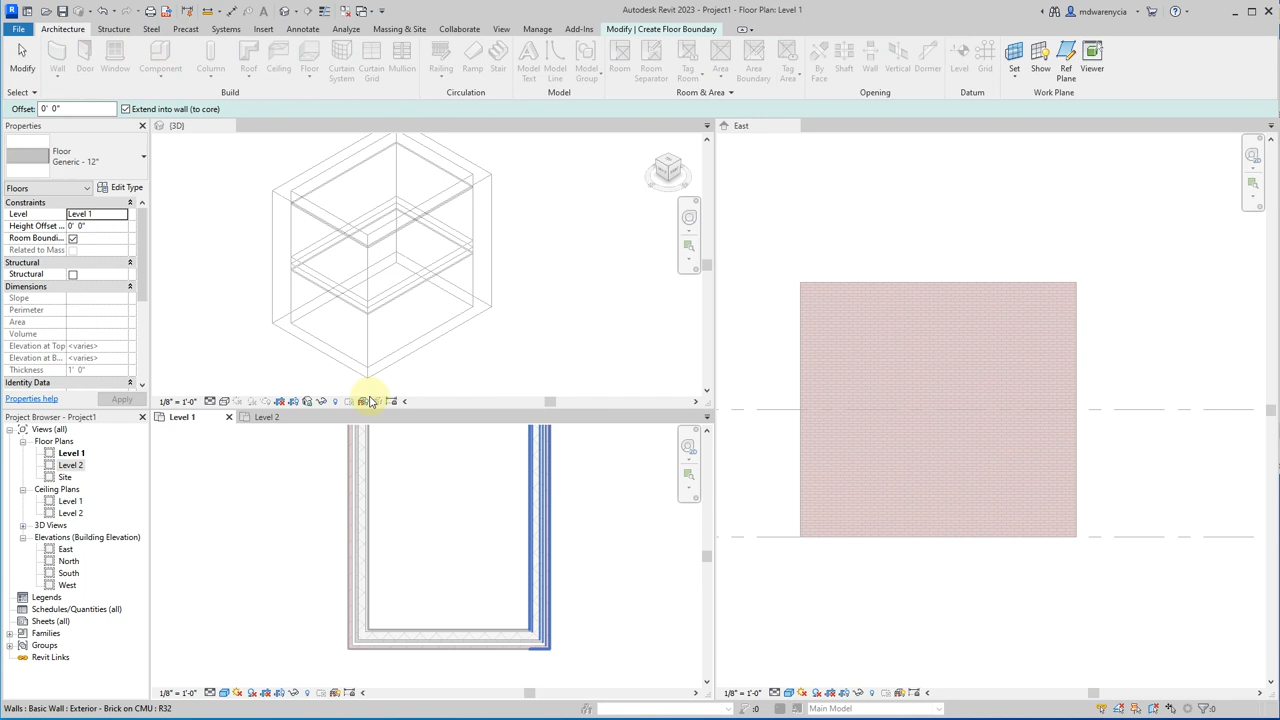 Autodesk Revit 2023 - Project1 - Floor Plan: Level 1
mdwarenycia
File Architecture Structure Steel Precast Systems Insert Annotate Analyze Massing & Site Collaborate View Manage Add-Ins Modify | Create Floor Boundary
Modify Wall Door Window Component Column Roof Ceiling Floor Curtain System Curtain Grid Mullion Railing Ramp Stair Model Text Model Line Model Group Room Room Separator Tag Room Area Area Boundary Tag Area By Face Shaft Wall Vertical Dormer Level Grid Set Show Ref Plane Viewer
Select Build Circulation Model Room & Area Opening Datum Work Plane
Offset: 0' 0" Extend into wall (to core)
Properties
{3D}
East
Floor
Generic - 12"
Floors Edit Type
Constraints
Level Level 1
Height Offset ... 0' 0"
Room Boundi...
Related to Mass
Structural
Structural
Dimensions
Slope
Perimeter
Area
Volume
Elevation at Top <varies>
Elevation at B... <varies>
Thickness 1' 0"
Identity Data
Properties help Apply
1/8" = 1'-0"
Project Browser - Project1
Level 1
Level 2
Views (all)
Floor Plans
Level 1
Level 2
Site
Ceiling Plans
Level 1
Level 2
3D Views
Elevations (Building Elevation)
East
North
South
West
Legends
Schedules/Quantities (all)
Sheets (all)
Families
Groups
Revit Links
1/8" = 1'-0"
1/8" = 1'-0"
Walls : Basic Wall : Exterior - Brick on CMU : R32
:0
Main Model
:0